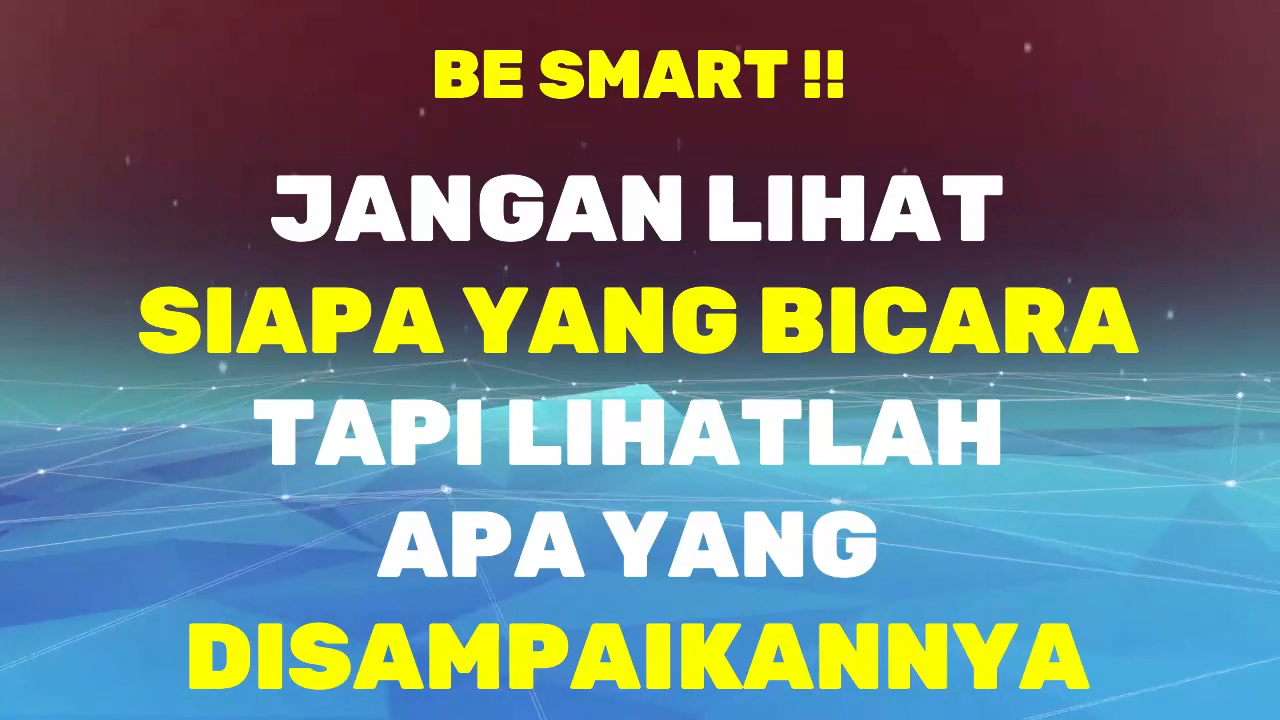 BE SMART !!
JANGAN LIHAT
SIAPA YANG BICARA
TAPI LIHATLAH
APA YANG
DISAMPAIKANNYA